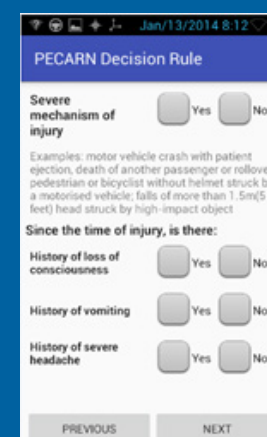 Jan/13/2014 8:12
PECARN Decision Rule
Severe
mechanism of
injury
Yes
No
Examples: motor vehicle crash with patient
ejection, death of another passenger or rollove
pedestrian or bicyclist without helmet struck b
a motorised vehicle; falls of more than 1.5m(5
feet) head struck by high-impact object
Since the time of injury, is there:
History of loss of
consciousness
Yes
No
History of vomiting
Yes
No
History of severe
headache
Yes
No
PREVIOUS
NEXT